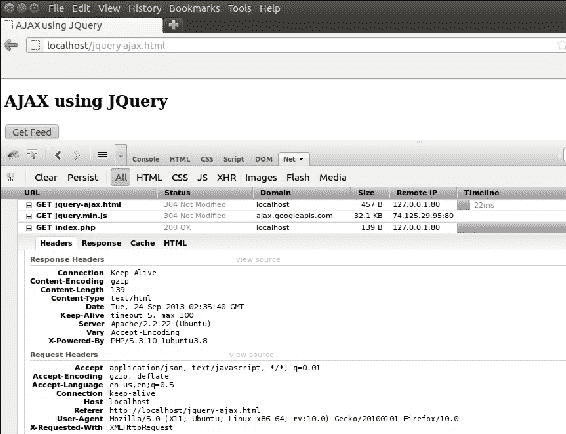 File Edit View History Bookmarks Tools Help
AJAX using JQuery
localhost/jquery-ajax.html
AJAX using JQuery
Get Feed
Console HTML CSS Script DOM Net
Clear Persist All HTML CSS JS XHR Images Flash Media
URL Status Domain Size Remote IP Timeline
GET jquery-ajax.html 304 Not Modified localhost 457 B 127.0.0.1:80 22ms
GET jquery.min.js 304 Not Modified ajax.googleapis.com 32.1 KB 74.125.29.95:80
GET index.php 200 OK localhost 139 B 127.0.0.1:80
Headers Response Cache HTML
Response Headers view source
Connection Keep-Alive
Content-Encoding gzip
Content-Length 139
Content-Type text/html
Date Tue, 24 Sep 2013 02:35:40 GMT
Keep-Alive timeout=5, max=100
Server Apache/2.2.22 (Ubuntu)
Vary Accept-Encoding
X-Powered-By PHP/5.3.10-1ubuntu3.8
Request Headers view source
Accept application/json, text/javascript, */*; q=0.01
Accept-Encoding gzip, deflate
Accept-Language en-us,en;q=0.5
Connection keep-alive
Host localhost
Referer http://localhost/jquery-ajax.html
User-Agent Mozilla/5.0 (X11; Ubuntu; Linux x86_64; rv:10.0) Gecko/20100101 Firefox/10.0
X-Requested-With XMLHttpRequest